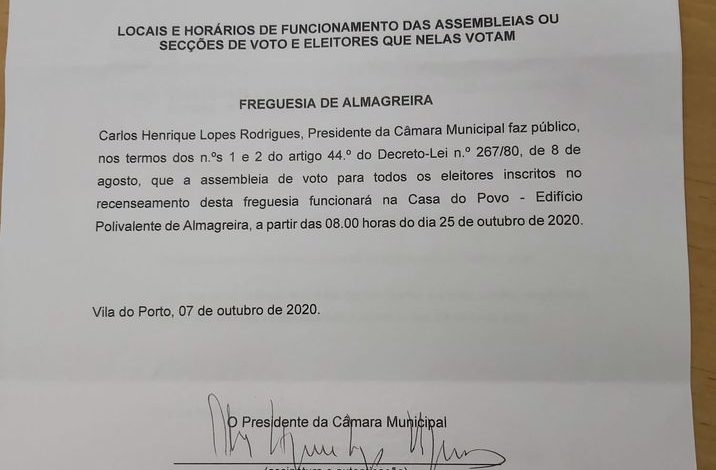 LOCAIS E HORÁRIOS DE FUNCIONAMENTO DAS ASSEMBLEIAS OU
SECÇÕES DE VOTO E ELEITORES QUE NELAS VOTAM
FREGUESIA DE ALMAGREIRA
Carlos Henrique Lopes Rodrigues, Presidente da Câmara Municipal faz público,
nos termos dos n.ºs 1 e 2 do artigo 44.º do Decreto-Lei n.º 267/80, de 8 de
agosto, que a assembleia de voto para todos os eleitores inscritos no
recenseamento desta freguesia funcionará na Casa do Povo - Edifício
Polivalente de Almagreira, a partir das 08.00 horas do dia 25 de outubro de 2020.
Vila do Porto, 07 de outubro de 2020.
O Presidente da Câmara Municipal